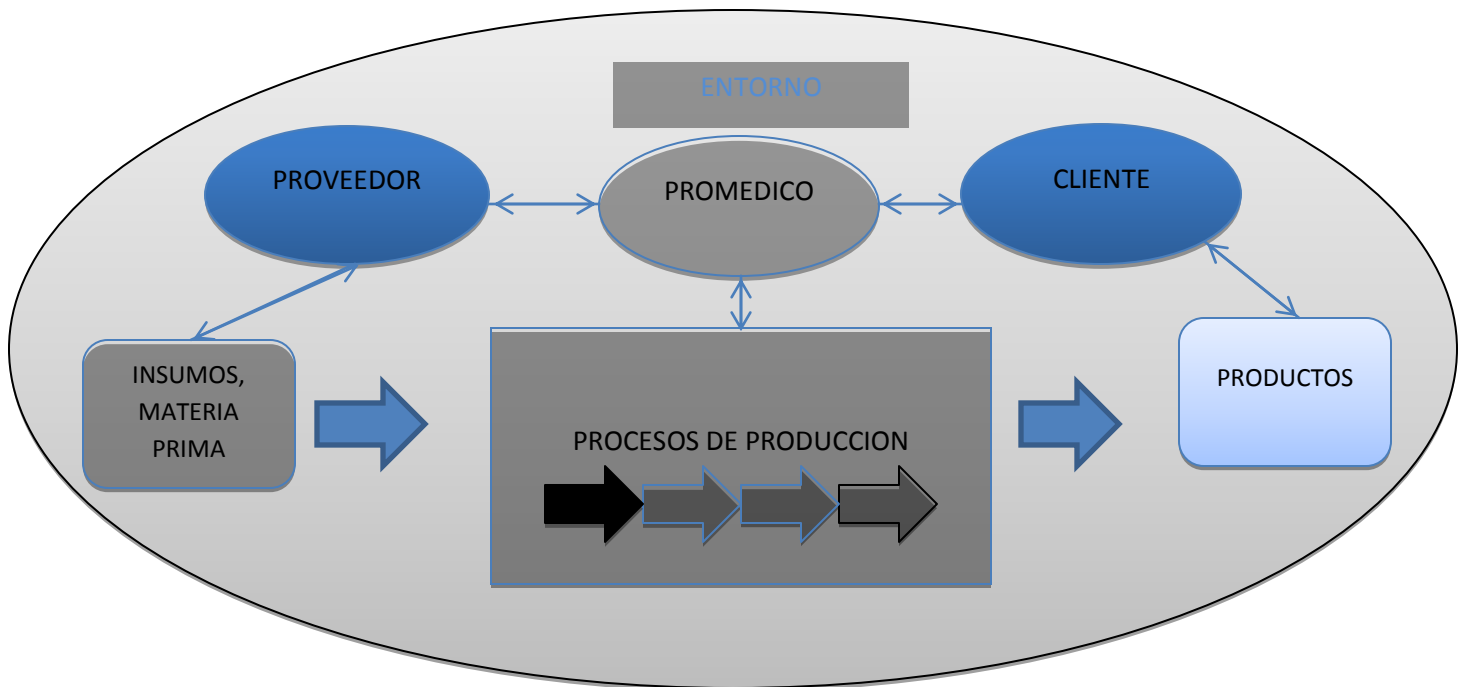 ENTORNO
PROVEEDOR
PROMEDICO
CLIENTE
INSUMOS,
MATERIA
PRIMA
PROCESOS DE PRODUCCION
PRODUCTOS